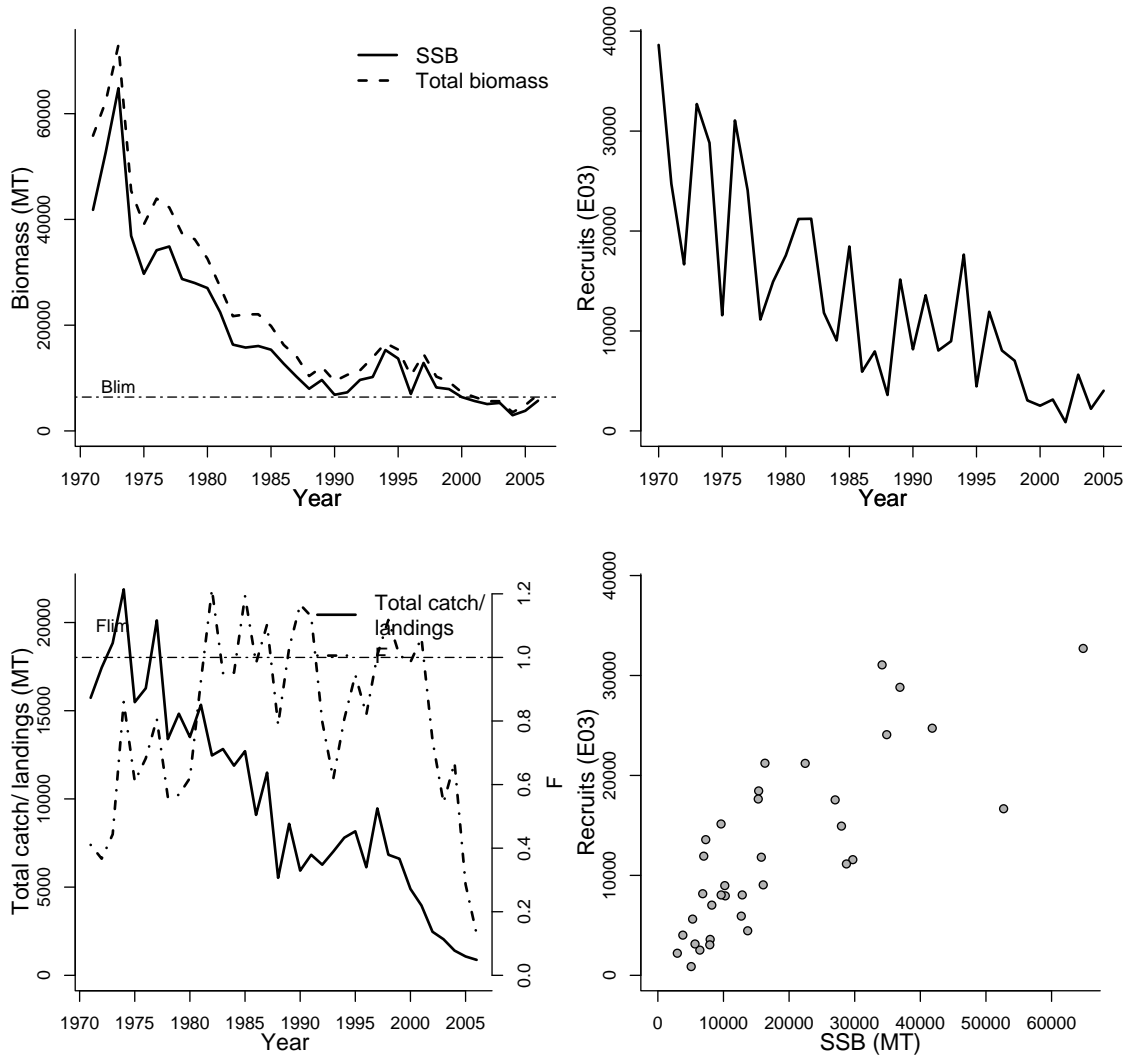 SSB
Total biomass
Biomass (MT)
0
20000
40000
60000
Blim
1970 1975 1980 1985 1990 1995 2000 2005
Year
Recruits (E03)
0
10000
20000
30000
40000
1970 1975 1980 1985 1990 1995 2000 2005
Year
Total catch/
landings
F
Flim
Total catch/ landings (MT)
0
5000
10000
15000
20000
F
0.0
0.2
0.4
0.6
0.8
1.0
1.2
1970 1975 1980 1985 1990 1995 2000 2005
Year
Recruits (E03)
0
10000
20000
30000
40000
0 10000 20000 30000 40000 50000 60000
SSB (MT)